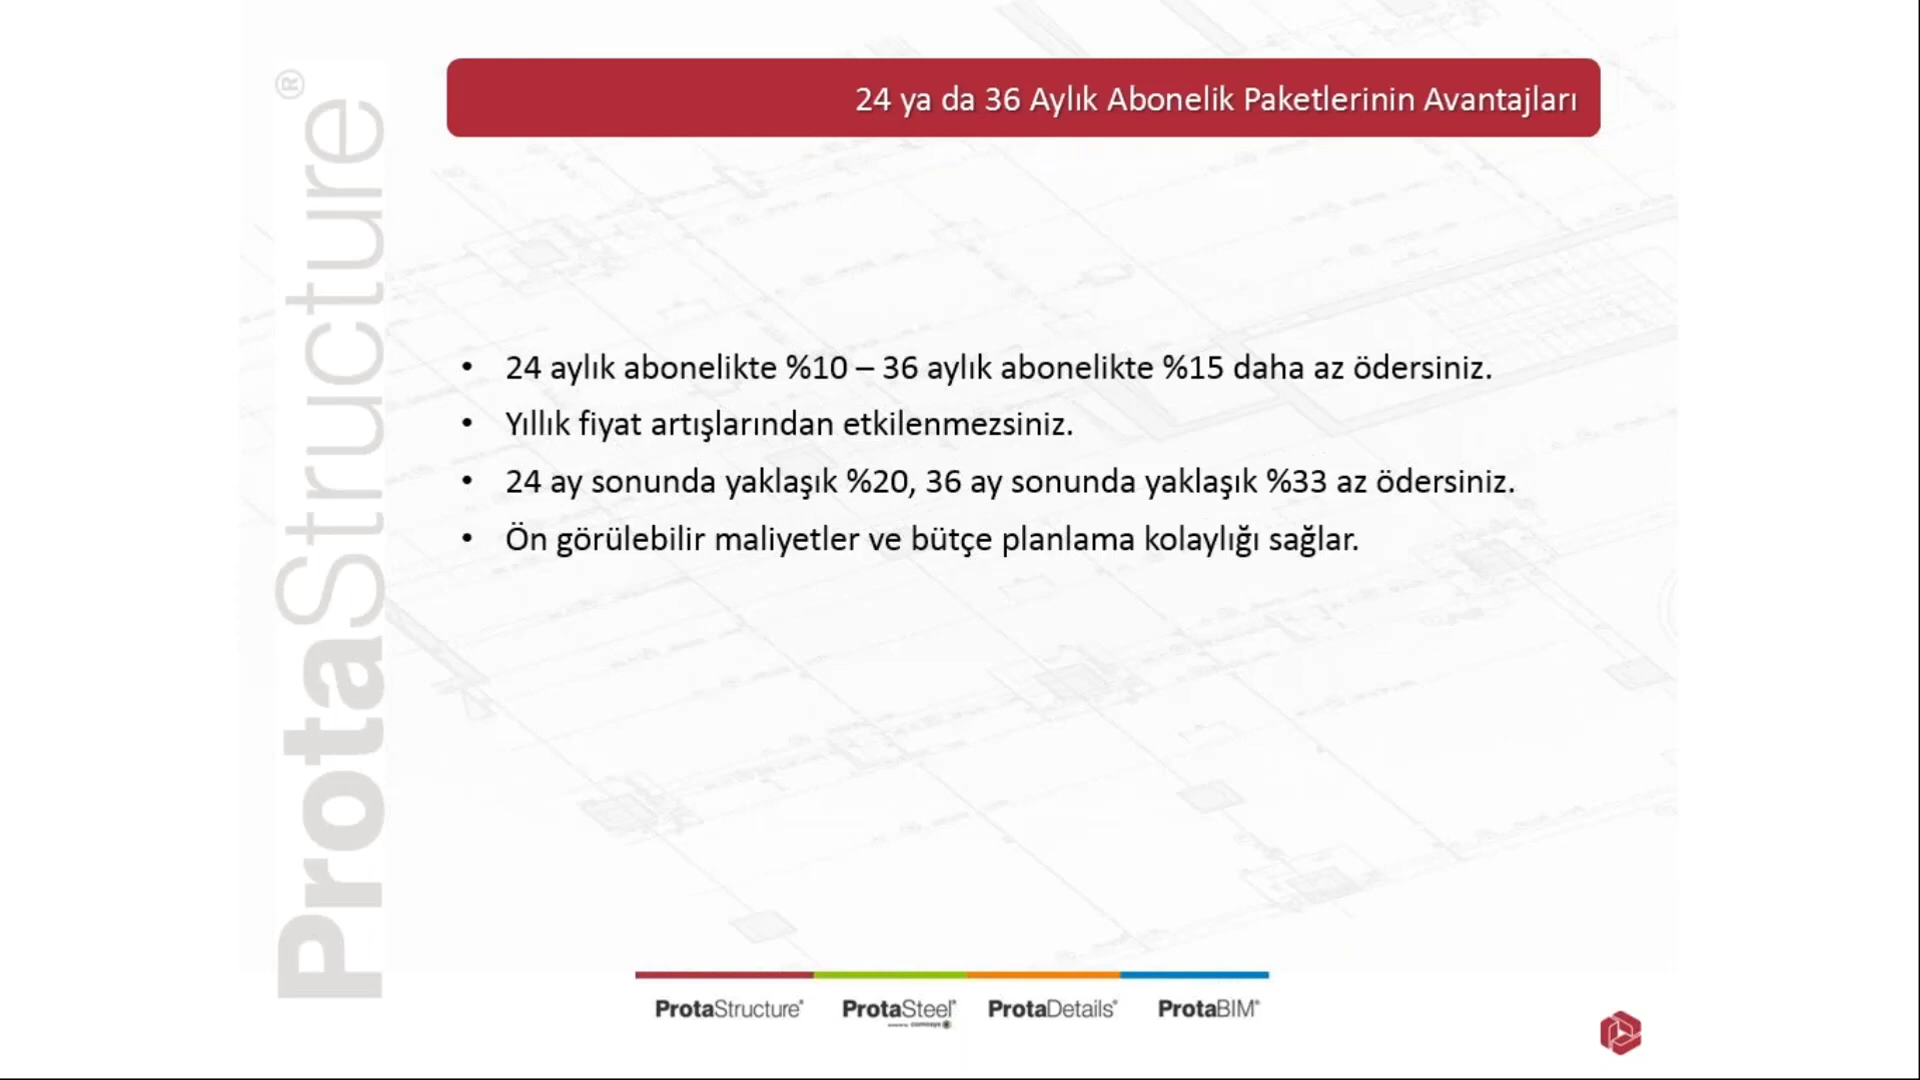 ProtaStructure®
24 ya da 36 Aylık Abonelik Paketlerinin Avantajları
• 24 aylık abonelikte %10 – 36 aylık abonelikte %15 daha az ödersiniz.
• Yıllık fiyat artışlarından etkilenmezsiniz.
• 24 ay sonunda yaklaşık %20, 36 ay sonunda yaklaşık %33 az ödersiniz.
• Ön görülebilir maliyetler ve bütçe planlama kolaylığı sağlar.
ProtaStructure® ProtaSteel® ProtaDetails® ProtaBIM®